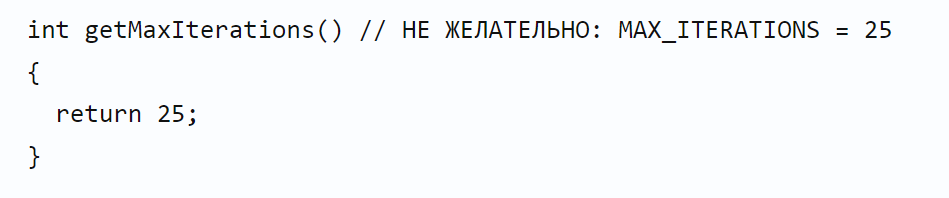 int getMaxIterations() // НЕ ЖЕЛАТЕЛЬНО: MAX_ITERATIONS = 25
{
  return 25;
}